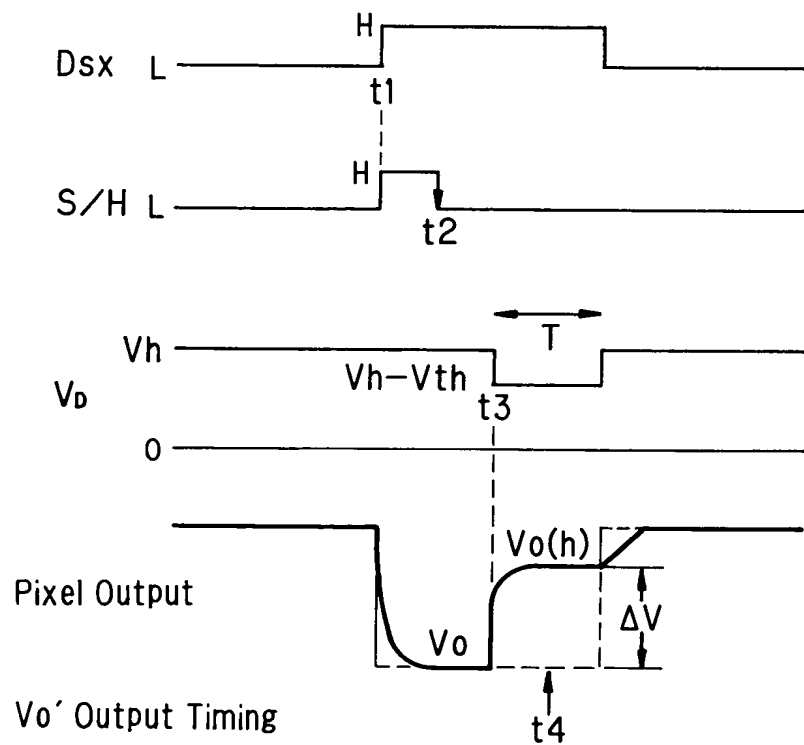 H
Dsx L
t1
H
S/H L
t2
T
Vh
Vh-Vth
VD
t3
0
Vo(h)
Pixel Output
Vo
ΔV
Vo´ Output Timing
t4